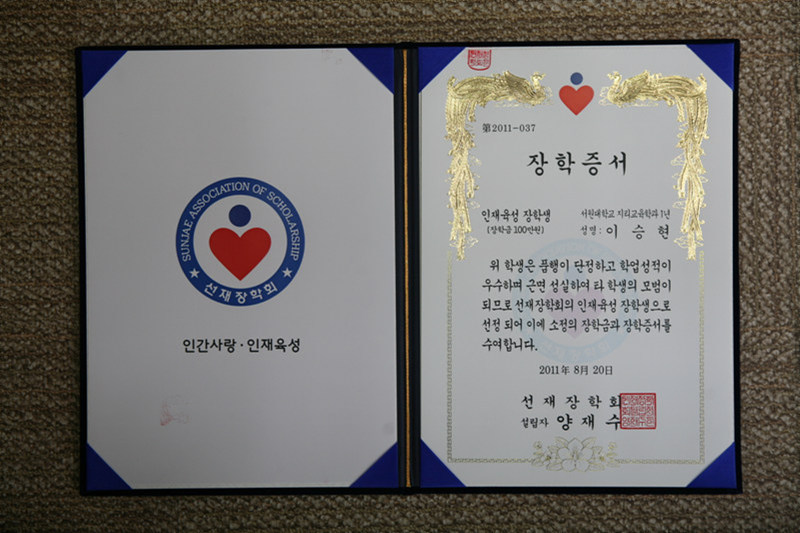 SUNJAE ASSOCIATION OF SCHOLARSHIP
★ 선재장학회 ★
인간사랑·인재육성
第2011-037
장학증서
인재육성 장학생
(장학금 100만원)
서원대학교 지리교육학과 1년
성명 : 이 승 현
위 학생은 품행이 단정하고 학업성적이
우수하며 근면 성실하여 타 학생의 모범이
되므로 선재장학회의 인재육성 장학생으로
선정 되어 이에 소정의 장학금과 장학증서를
수여합니다.
2011年 8月 20日
선 재 장 학 회
설립자 양 재 수